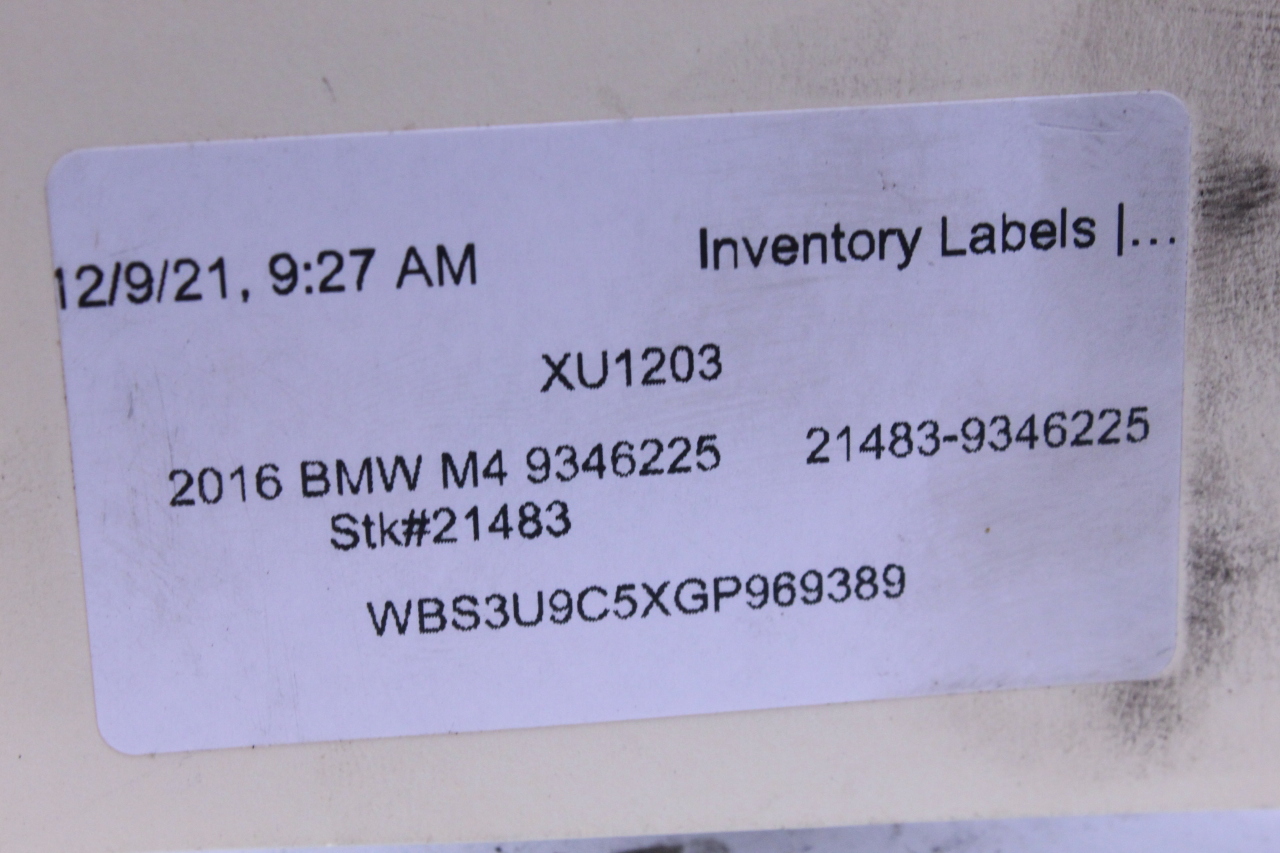 12/9/21, 9:27 AM Inventory Labels |...
XU1203
2016 BMW M4 9346225 21483-9346225
Stk#21483
WBS3U9C5XGP969389